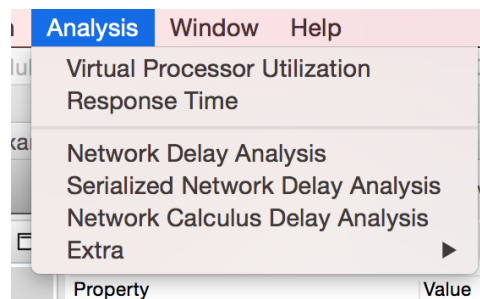 Analysis Window Help
Virtual Processor Utilization
Response Time
Network Delay Analysis
Serialized Network Delay Analysis
Network Calculus Delay Analysis
Extra ▶
Property Value